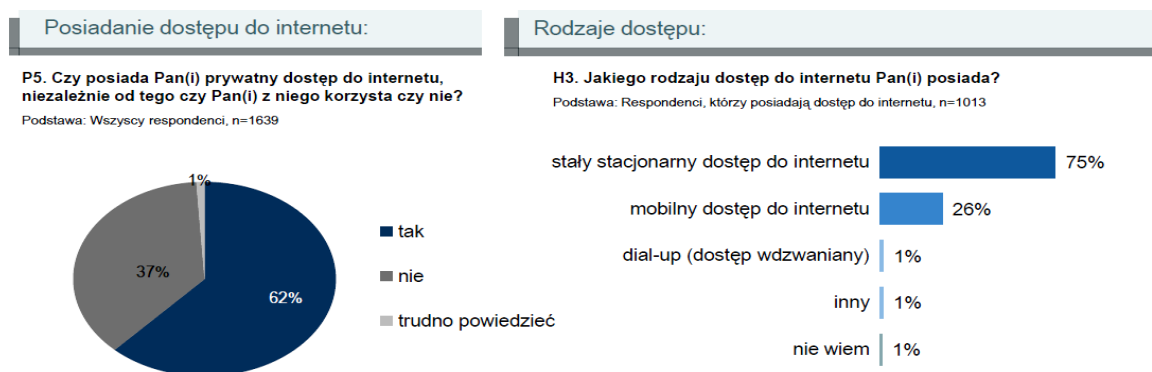 Posiadanie dostępu do internetu:
P5. Czy posiada Pan(i) prywatny dostęp do internetu,
niezależnie od tego czy Pan(i) z niego korzysta czy nie?
Podstawa: Wszyscy respondenci, n=1639
1%
37%
62%
tak
nie
trudno powiedzieć
Rodzaje dostępu:
H3. Jakiego rodzaju dostęp do internetu Pan(i) posiada?
Podstawa: Respondenci, którzy posiadają dostęp do internetu, n=1013
stały stacjonarny dostęp do internetu 75%
mobilny dostęp do internetu 26%
dial-up (dostęp wdzwaniany) 1%
inny 1%
nie wiem 1%